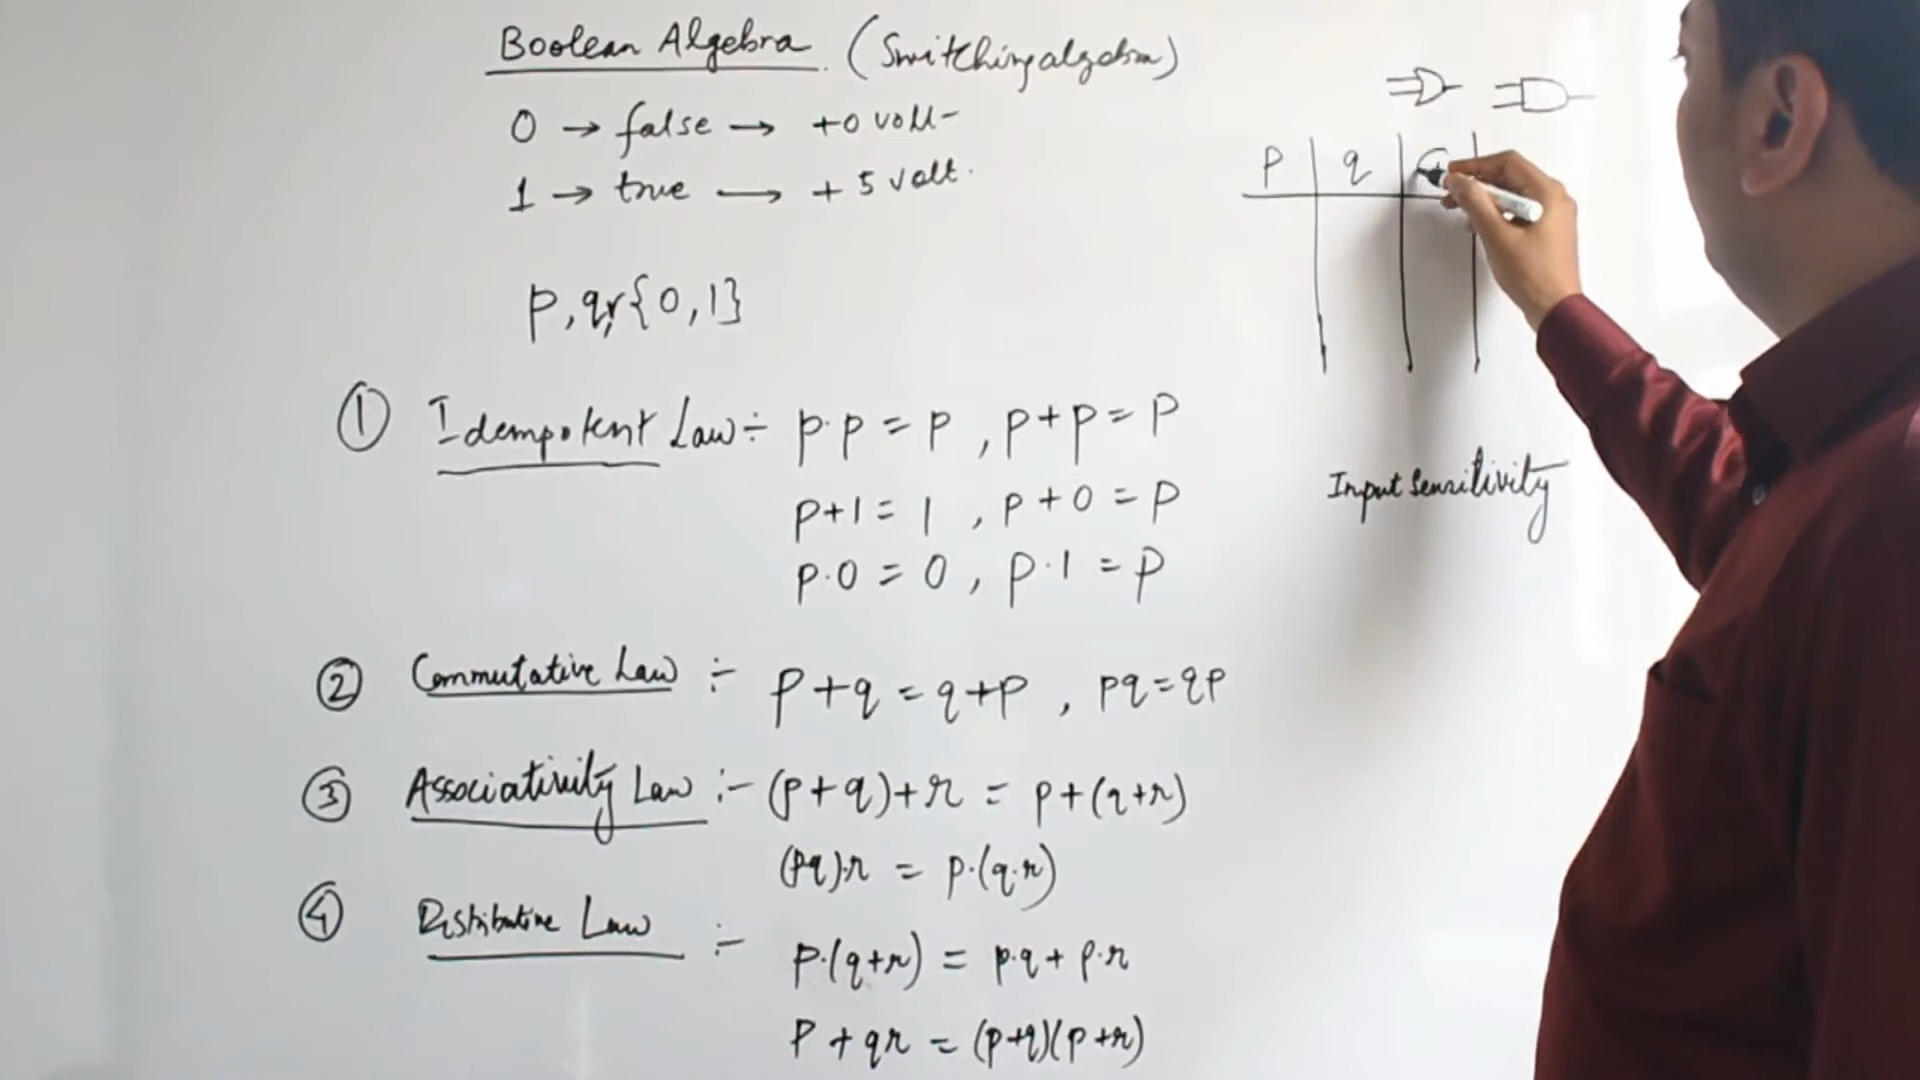 Boolean Algebra (Switching algebra)
0 → false → +0 volt
1 → true → + 5 volt.
p, q, r {0,1}
① Idempotent Law ÷ p·p = p , p+p = p
p+1 = 1 , p+0 = p
p·0 = 0 , p·1 = p
② Commutative Law ÷ p+q = q+p , pq = qp
③ Associativity Law :- (p+q)+r = p+(q+r)
(pq)·r = p·(q·r)
④ Distributive Law :- p·(q+r) = p·q + p·r
p + qr = (p+q)(p+r)
p q
Input Sensitivity